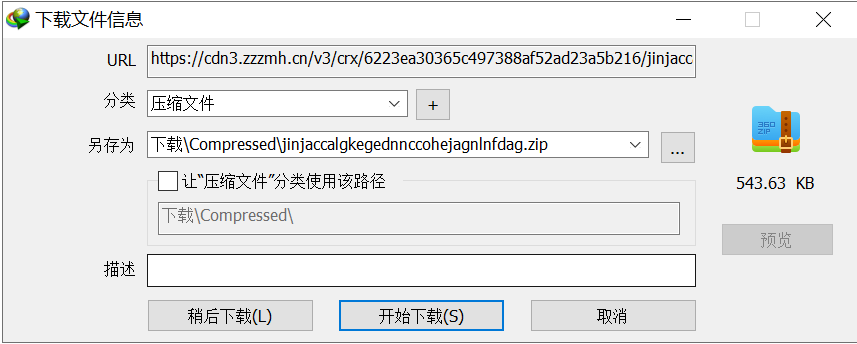 下载文件信息
URL https://cdn3.zzzmh.cn/v3/crx/6223ea30365c497388af52ad23a5b216/jinjacc
分类 压缩文件 +
另存为 下载\Compressed\jinjaccalgkegednnccohejagnlnfdag.zip ...
360 ZIP
543.63 KB
让“压缩文件”分类使用该路径
下载\Compressed\
预览
描述
稍后下载(L) 开始下载(S) 取消